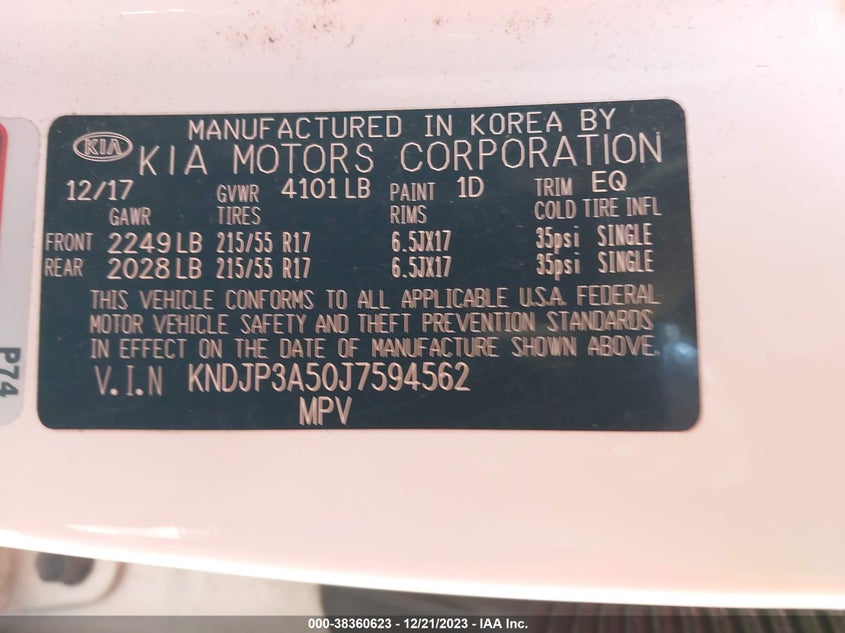 MANUFACTURED IN KOREA BY
KIA KIA MOTORS CORPORATION
12/17 GVWR 4101 LB PAINT 1D TRIM EQ
GAWR TIRES RIMS COLD TIRE INFL
FRONT 2249 LB 215/55 R17 6.5JX17 35psi SINGLE
REAR 2028 LB 215/55 R17 6.5JX17 35psi SINGLE
THIS VEHICLE CONFORMS TO ALL APPLICABLE U.S.A. FEDERAL
MOTOR VEHICLE SAFETY AND THEFT PREVENTION STANDARDS
IN EFFECT ON THE DATE OF MANUFACTURE SHOWN ABOVE.
V.I.N KNDJP3A50J7594562
MPV
P74
000-38360623 - 12/21/2023 - IAA Inc.